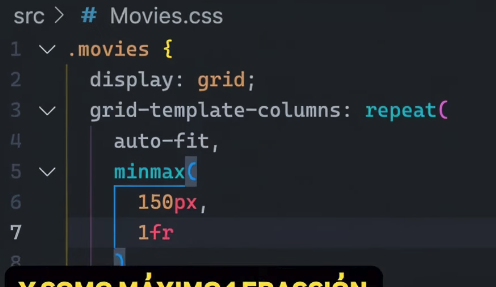 src > # Movies.css
1 .movies {
2 display: grid;
3 grid-template-columns: repeat(
4 auto-fit,
5 minmax(
6 150px,
7 1fr
8 )
Y COMO MÁXIMO 1 FRACCIÓN